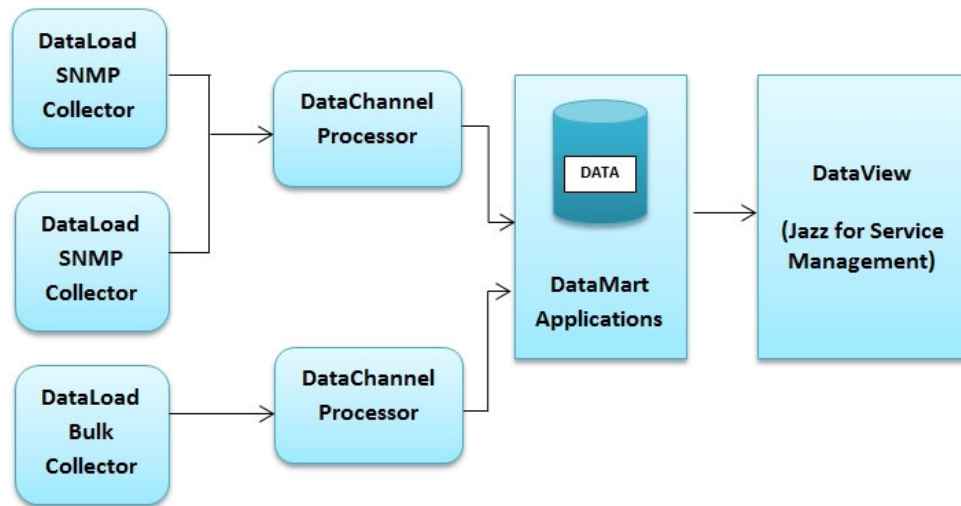 DataLoad
SNMP
Collector
DataChannel
Processor
DataLoad
SNMP
Collector
DataLoad
Bulk
Collector
DataChannel
Processor
DATA
DataMart
Applications
DataView
(Jazz for Service
Management)